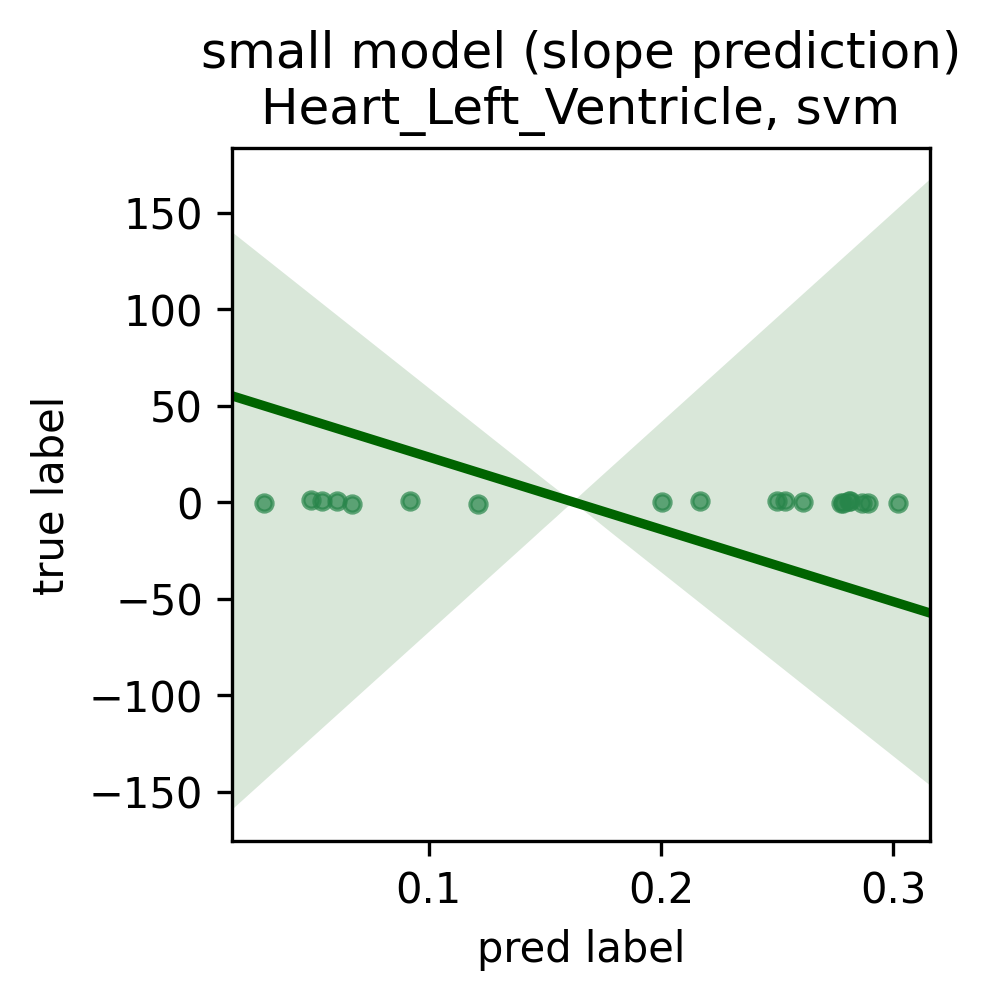 small model (slope prediction)
Heart_Left_Ventricle, svm
150
100
50
0
−50
−100
−150
true label
0.1
0.2
0.3
pred label